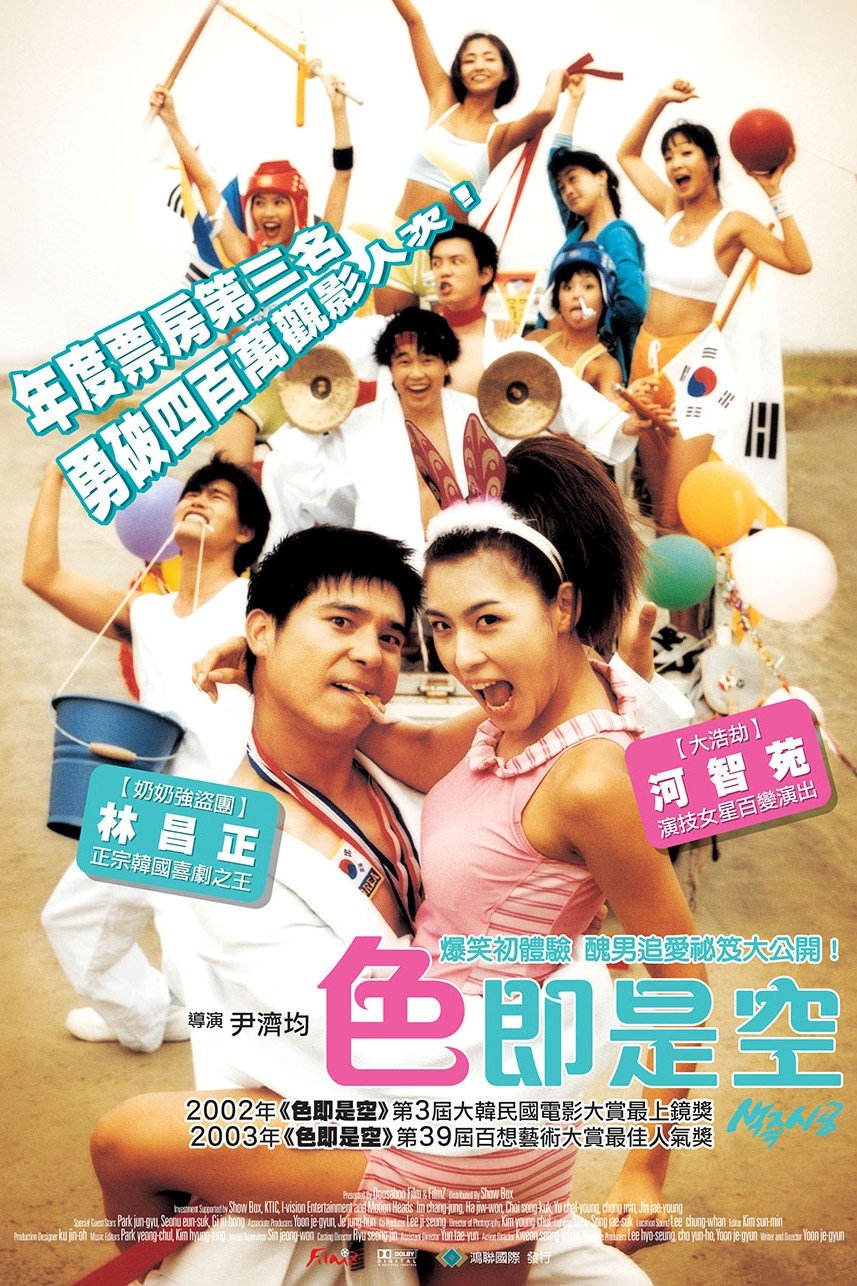 年度票房第三名
勇破四百萬觀影人次！
【奶奶強盜團】
林昌正
正宗韓國喜劇之王
【大浩劫】
河智苑
演技女星百變演出
KOREA
爆笑初體驗 醜男追愛祕笈大公開！
導演 尹濟均
色即是空
색즉시공
2002年《色即是空》第3屆大韓民國電影大賞最上鏡獎
2003年《色即是空》第39屆百想藝術大賞最佳人氣獎
Presented by Doosaboo Film & FilmZ Distributed by Show Box
Investment Supported by Show Box, KTIC, I-vision Entertainment and Motion Heads Im chang-jung, Ha jiw-won, Choi song-kuk, Yu chai-young, chong min, Jin jae-young
Special Guest Stars Park jun-gyu, Seonu eun-suk, Gi ju-bong Associate Producers Yoon je-gyun, Je jung-hun Co Producer Lee ji-seung Director of Photography Kim young-chul Song jae-suk Location Sound Lee chung-whan Editor Kim sun-min
Production Designer ku jin-oh Music Editors Park yeong-chul, Kim hyung-jung Sin jeong-won Casting Director Ryu seong-jin Assistant Director Yun tae-yun Kweon seung-whan Lee hyo-seung, cho yun-ho, Yoon je-gyun Writer and Director Yoon je-gyun
FilmZ
DOLBY DIGITAL
鴻聯國際 發行